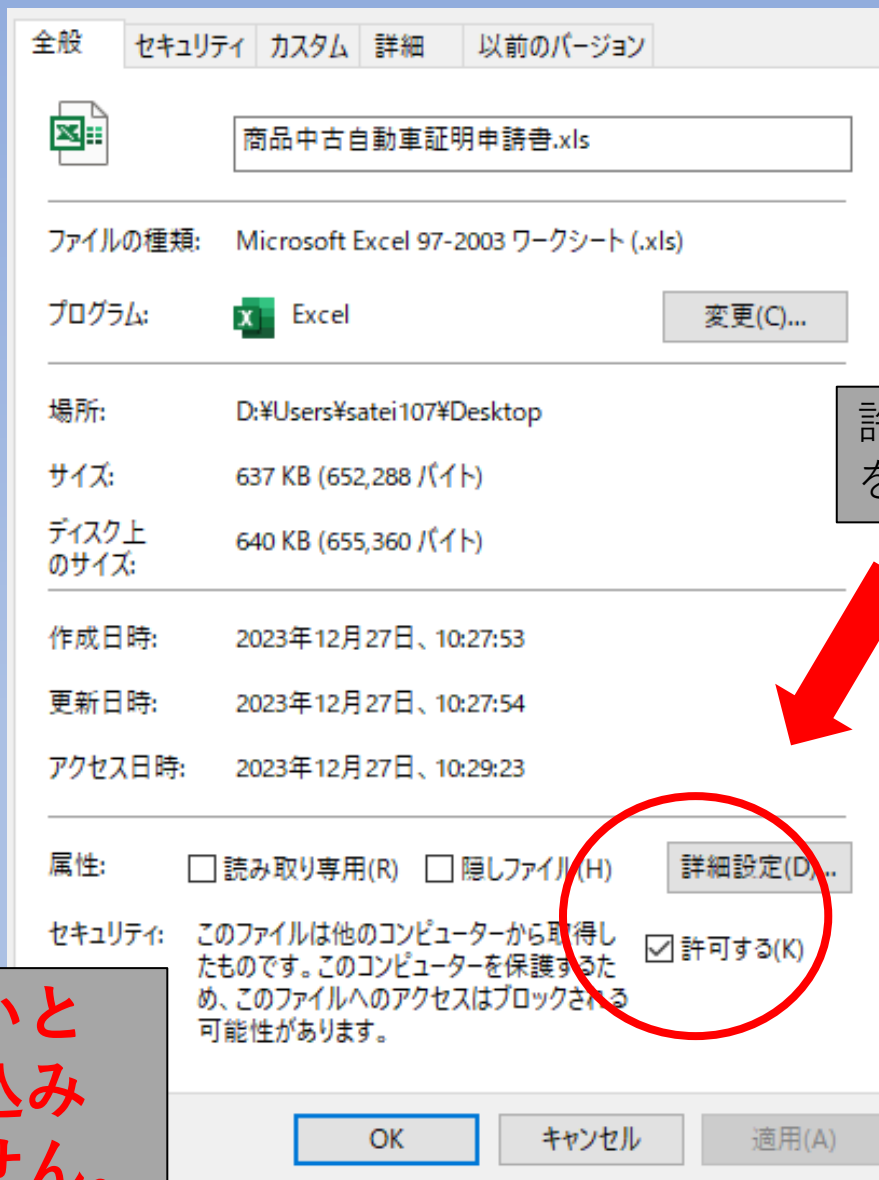 全般 セキュリティ カスタム 詳細 以前のバージョン
商品中古自動車証明申請書.xls
ファイルの種類: Microsoft Excel 97-2003 ワークシート (.xls)
プログラム: Excel 変更(C)...
場所: D:¥Users¥satei107¥Desktop
許
を
サイズ: 637 KB (652,288 バイト)
ディスク上
のサイズ: 640 KB (655,360 バイト)
作成日時: 2023年12月27日、10:27:53
更新日時: 2023年12月27日、10:27:54
アクセス日時: 2023年12月27日、10:29:23
属性: 読み取り専用(R) 隠しファイル(H) 詳細設定(D)...
セキュリティ: このファイルは他のコンピューターから取得し
たものです。このコンピューターを保護するた
め、このファイルへのアクセスはブロックされる
可能性があります。
許可する(K)
いと
込み
せん。
OK キャンセル 適用(A)